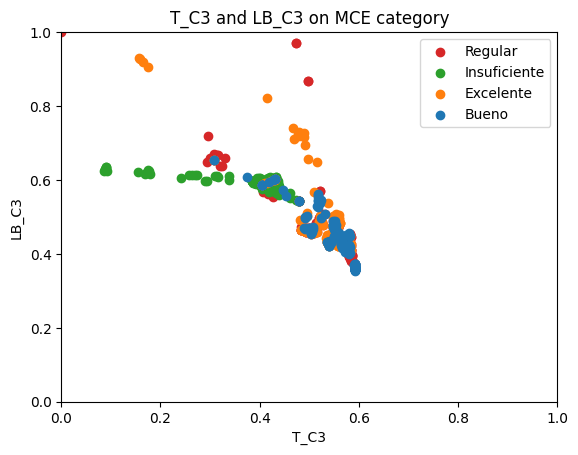 T_C3 and LB_C3 on MCE category
Regular
Insuficiente
Excelente
Bueno
1.0
0.8
0.6
0.4
0.2
0.0
LB_C3
0.0 0.2 0.4 0.6 0.8 1.0
T_C3